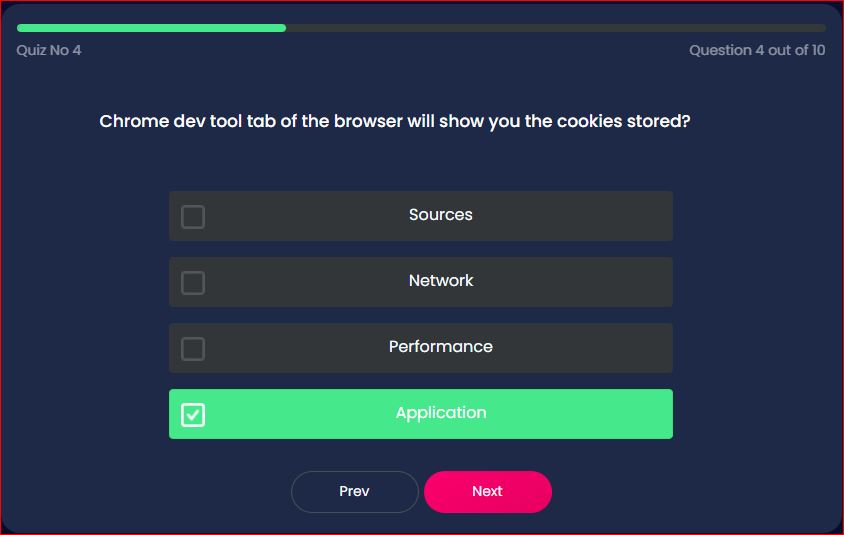 Quiz No 4
Question 4 out of 10
Chrome dev tool tab of the browser will show you the cookies stored?
Sources
Network
Performance
Application
Prev
Next